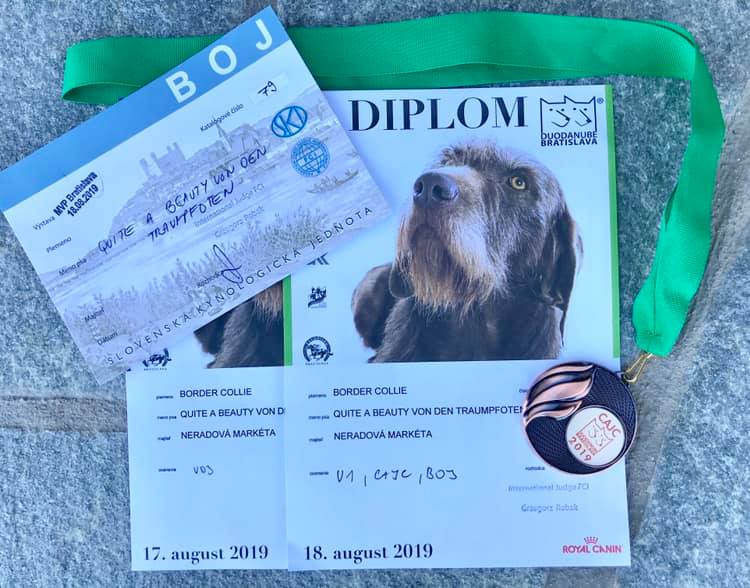 BOJ
Katalógové číslo 79
SKJ
FCI
Výstava MVP Bratislava
18.08.2019
Plemeno
Meno psa QUITE A BEAUTY VON DEN
TRAUMPFOTEN
International Judge FCI
Grzegorz Robak
Rozhodca
Majiteľ
Dátum
SLOVENSKÁ KYNOLOGICKÁ JEDNOTA
DIPLOM
DUODANUBE
BRATISLAVA
plemeno BORDER COLLIE
meno psa QUITE A BEAUTY VON D
majiteľ NERADOVÁ MARKÉTA
ocenenie VD3
17. august 2019
plemeno BORDER COLLIE
meno psa QUITE A BEAUTY VON DEN TRAUMPFOTEN
majiteľ NERADOVÁ MARKÉTA
ocenenie V1, CAJC, BOJ
rozhodca
International Judge FCI
Grzegorz Robak
18. august 2019
ROYAL CANIN
CAJC
2019